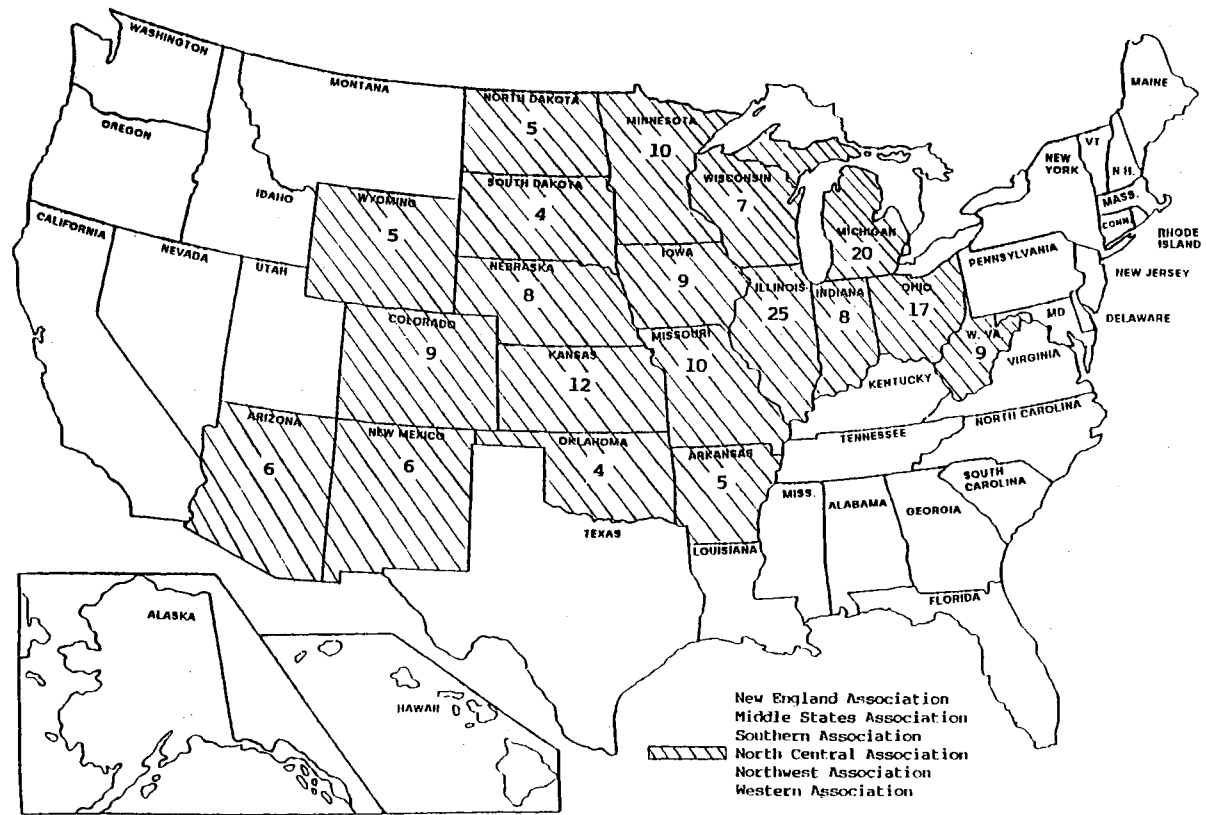 WASHINGTON
MONTANA
NORTH DAKOTA
5
MINNESOTA
10
MAINE
OREGON
IDAHO
WYOMING
5
SOUTH DAKOTA
4
WISCONSIN
7
MICHIGAN
20
NEW
YORK
VT
N H.
MASS.
CONN.
RHODE
ISLAND
CALIFORNIA
NEVADA
UTAH
NEBRASKA
8
IOWA
9
ILLINOIS
25
INDIANA
8
OHIO
17
PENNSYLVANIA
NEW JERSEY
COLORADO
9
KANSAS
12
MISSOURI
10
W. VA.
9
MD
DELAWARE
VIRGINIA
KENTUCKY
ARIZONA
6
NEW MEXICO
6
OKLAHOMA
4
ARKANSAS
5
TENNESSEE
NORTH CAROLINA
SOUTH
CAROLINA
TEXAS
LOUISIANA
MISS.
ALABAMA
GEORGIA
FLORIDA
ALASKA
HAWAII
New England Association
Middle States Association
Southern Association
North Central Association
Northwest Association
Western Association